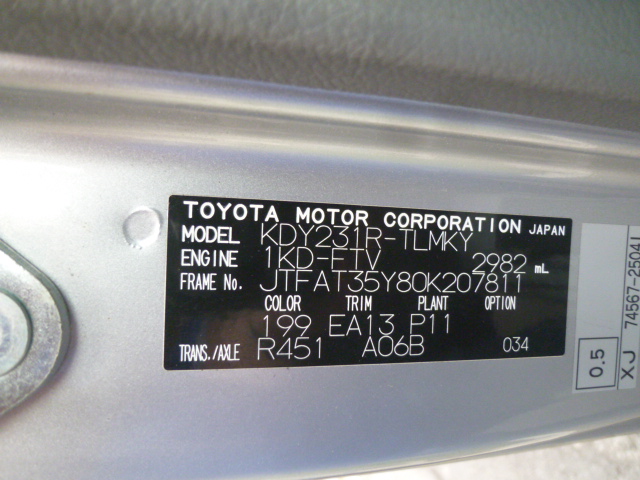 TOYOTA MOTOR CORPORATION JAPAN
MODEL KDY231R-TLMKY
ENGINE 1KD-FTV 2982 mL
FRAME No. JTFAT35Y80K207811
COLOR TRIM PLANT OPTION
199 EA13 P11
TRANS./AXLE R451 A06B 034
0.5
XJ 74567-2504